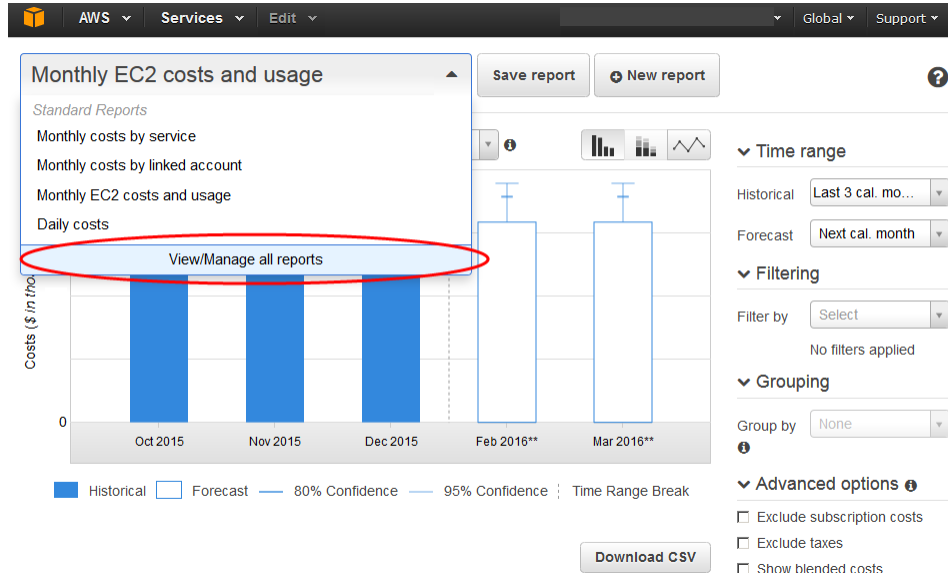 AWS Services Edit Global Support
Monthly EC2 costs and usage
Save report
New report
Standard Reports
Monthly costs by service
Monthly costs by linked account
Monthly EC2 costs and usage
Daily costs
View/Manage all reports
Costs ($ in tho
0
Oct 2015 Nov 2015 Dec 2015 Feb 2016** Mar 2016**
Historical Forecast 80% Confidence 95% Confidence Time Range Break
Download CSV
Time range
Historical Last 3 cal. mo...
Forecast Next cal. month
Filtering
Filter by Select
No filters applied
Grouping
Group by None
Advanced options
Exclude subscription costs
Exclude taxes
Show blended costs